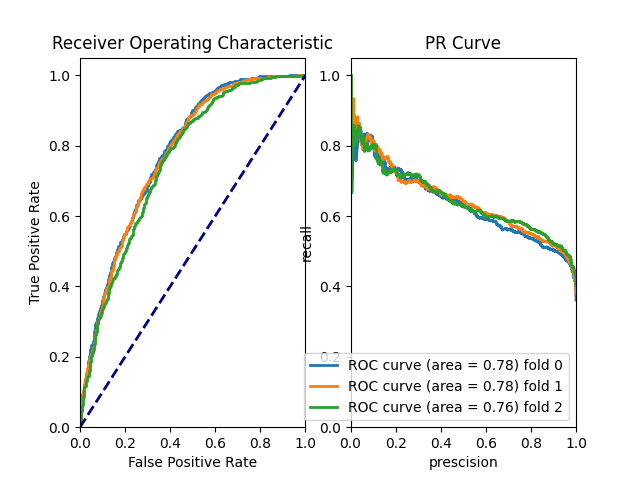 Receiver Operating Characteristic
PR Curve
True Positive Rate
1.0
0.8
0.6
0.4
0.2
0.0
0.0 0.2 0.4 0.6 0.8 1.0
False Positive Rate
recall
1.0
0.8
0.6
0.4
0.2
0.0
ROC curve (area = 0.78) fold 0
ROC curve (area = 0.78) fold 1
ROC curve (area = 0.76) fold 2
0.0 0.2 0.4 0.6 0.8 1.0
prescision